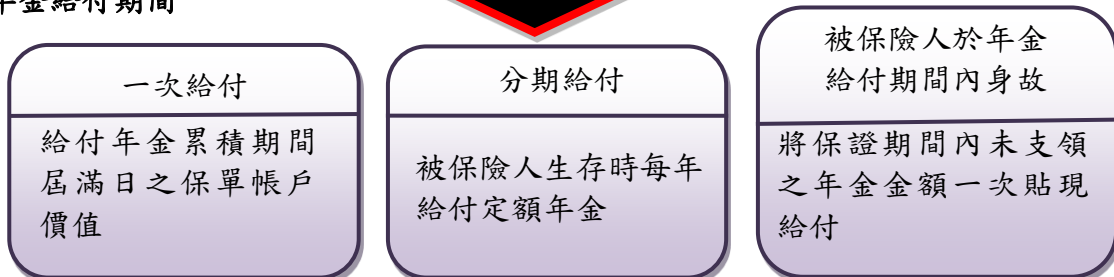 年金給付期間
一次給付
給付年金累積期間
屆滿日之保單帳戶
價值
分期給付
被保險人生存時每年
給付定額年金
被保險人於年金
給付期間內身故
將保證期間內未支領
之年金金額一次貼現
給付